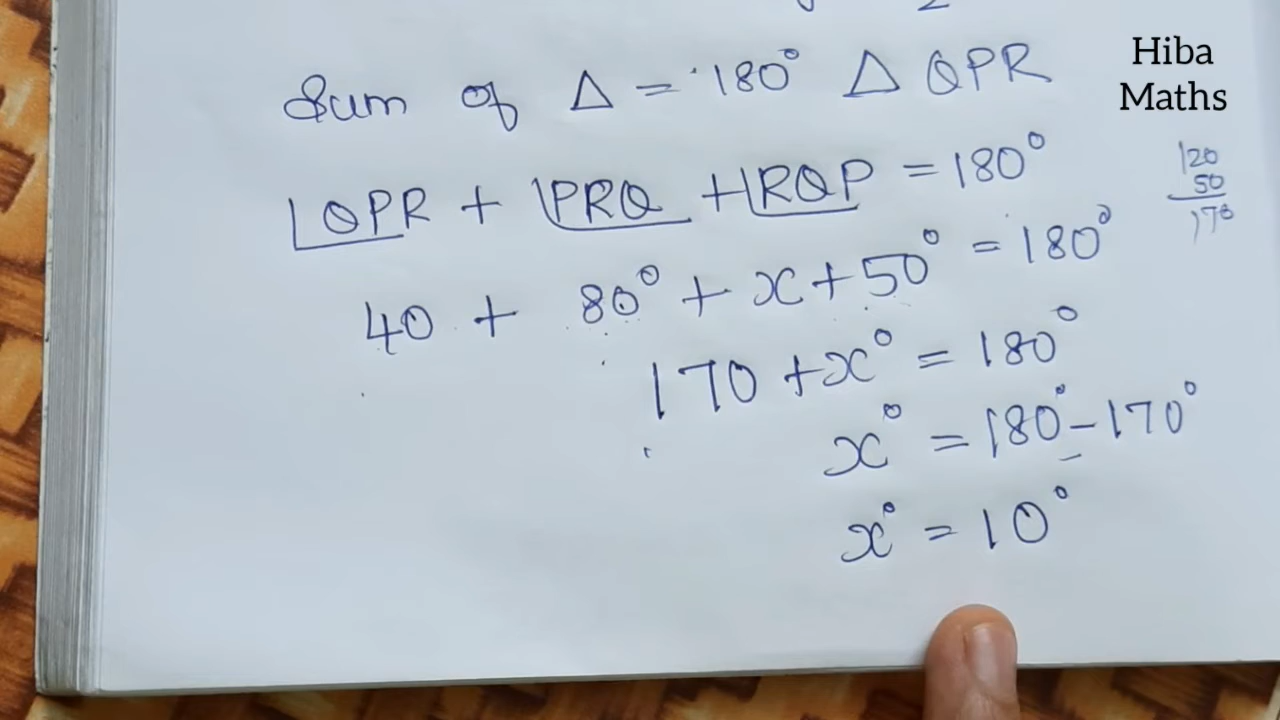 Sum of Δ = 180° Δ QPR
∠QPR + ∠PRQ + ∠RQP = 180°
40 + 80° + x + 50° = 180°
170 + x° = 180°
x° = 180° - 170°
x° = 10°
Hiba
Maths
120
50
170